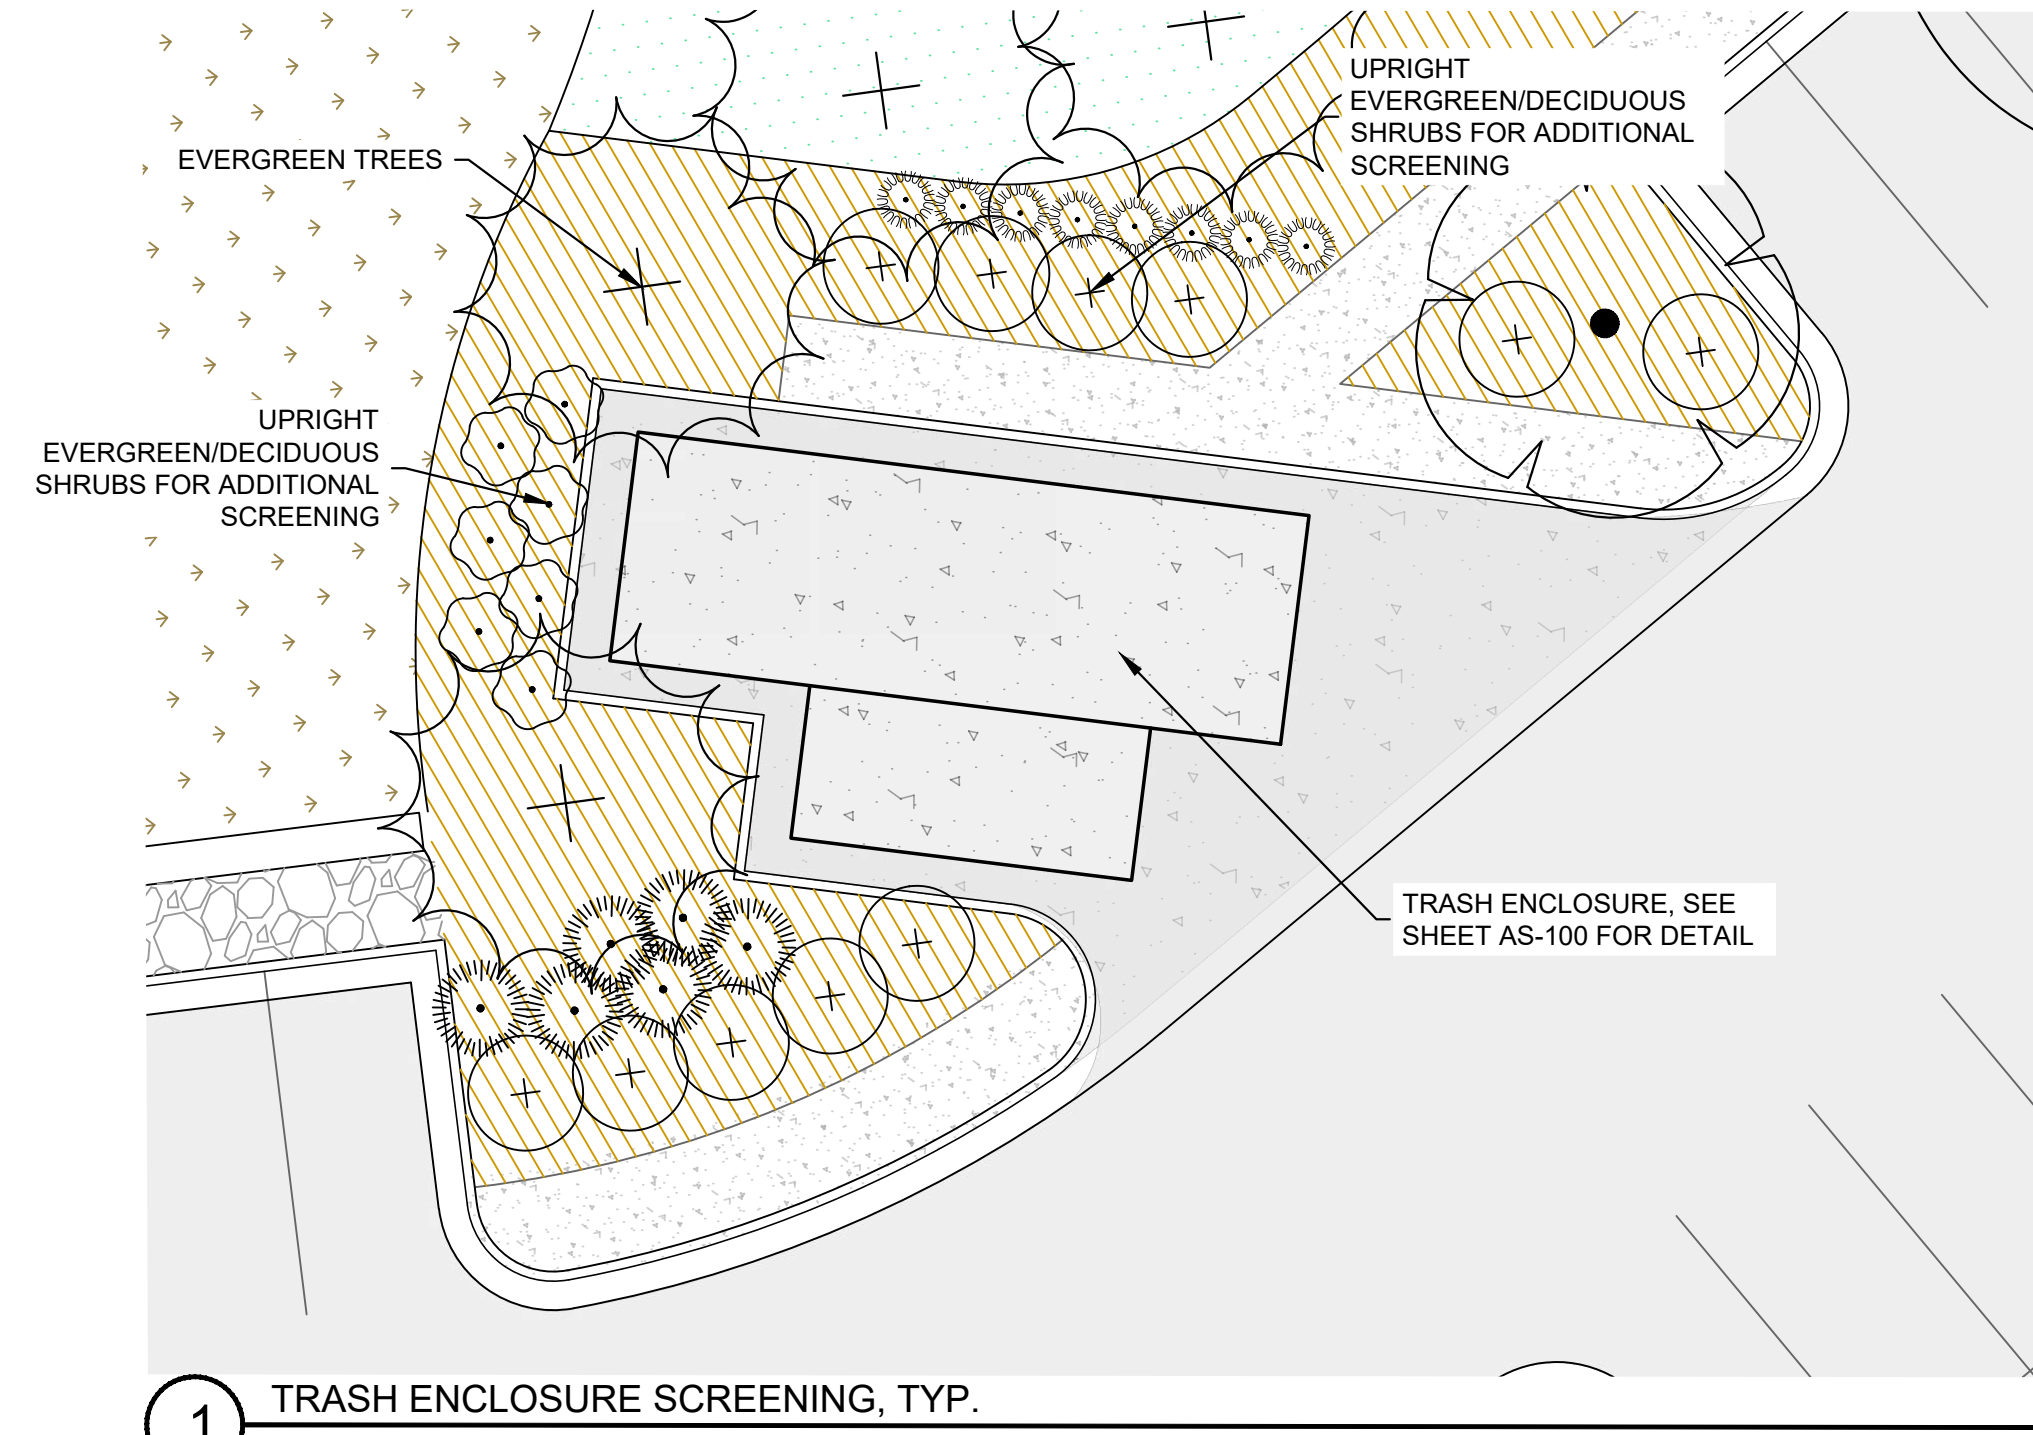 UPRIGHT
EVERGREEN/DECIDUOUS
SHRUBS FOR ADDITIONAL
SCREENING
EVERGREEN TREES
UPRIGHT
EVERGREEN/DECIDUOUS
SHRUBS FOR ADDITIONAL
SCREENING
TRASH ENCLOSURE, SEE
SHEET AS-100 FOR DETAIL
1
TRASH ENCLOSURE SCREENING, TYP.